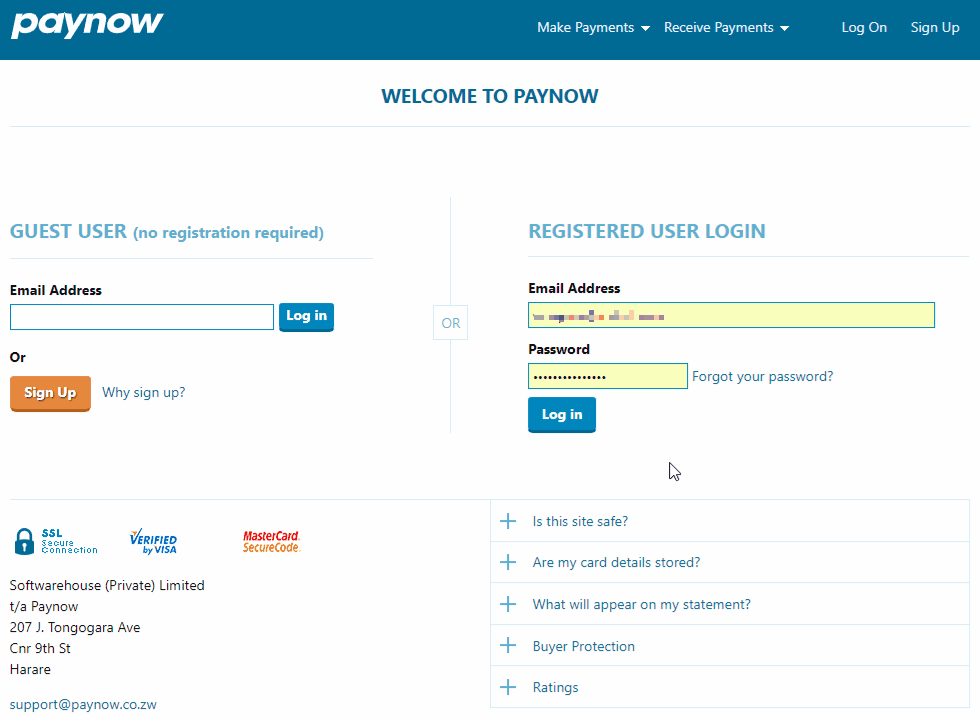 paynow
Make Payments Receive Payments Log On Sign Up
WELCOME TO PAYNOW
GUEST USER (no registration required)
Email Address
Log in
Or
Sign Up Why sign up?
OR
REGISTERED USER LOGIN
Email Address
Password
•••••••••••••••
Forgot your password?
Log in
SSL
Secure
Connection
VERIFIED
by VISA
MasterCard.
SecureCode.
Softwarehouse (Private) Limited
t/a Paynow
207 J. Tongogara Ave
Cnr 9th St
Harare
support@paynow.co.zw
Is this site safe?
Are my card details stored?
What will appear on my statement?
Buyer Protection
Ratings